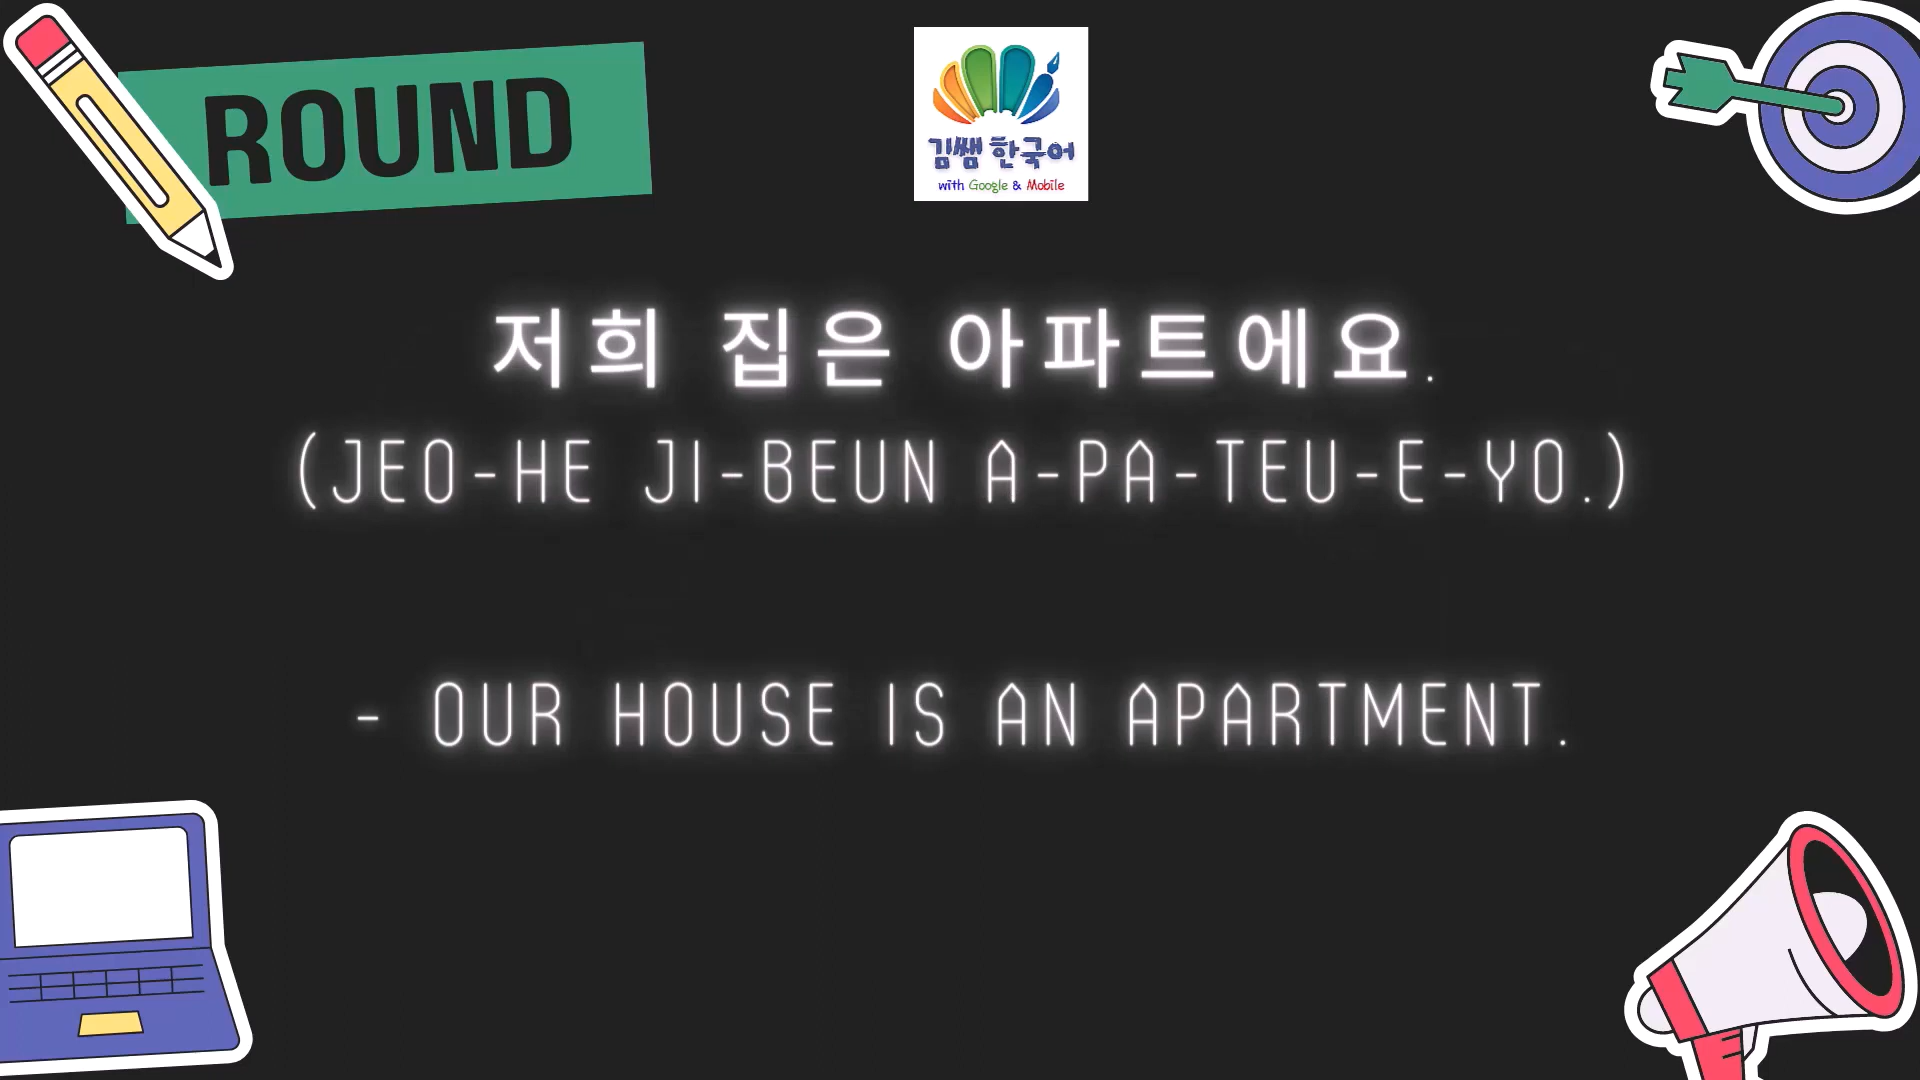 ROUND
김쌤 한국어
with Google & Mobile
저희 집은 아파트에요.
(JEO-HE JI-BEUN A-PA-TEU-E-YO.)
- OUR HOUSE IS AN APARTMENT.